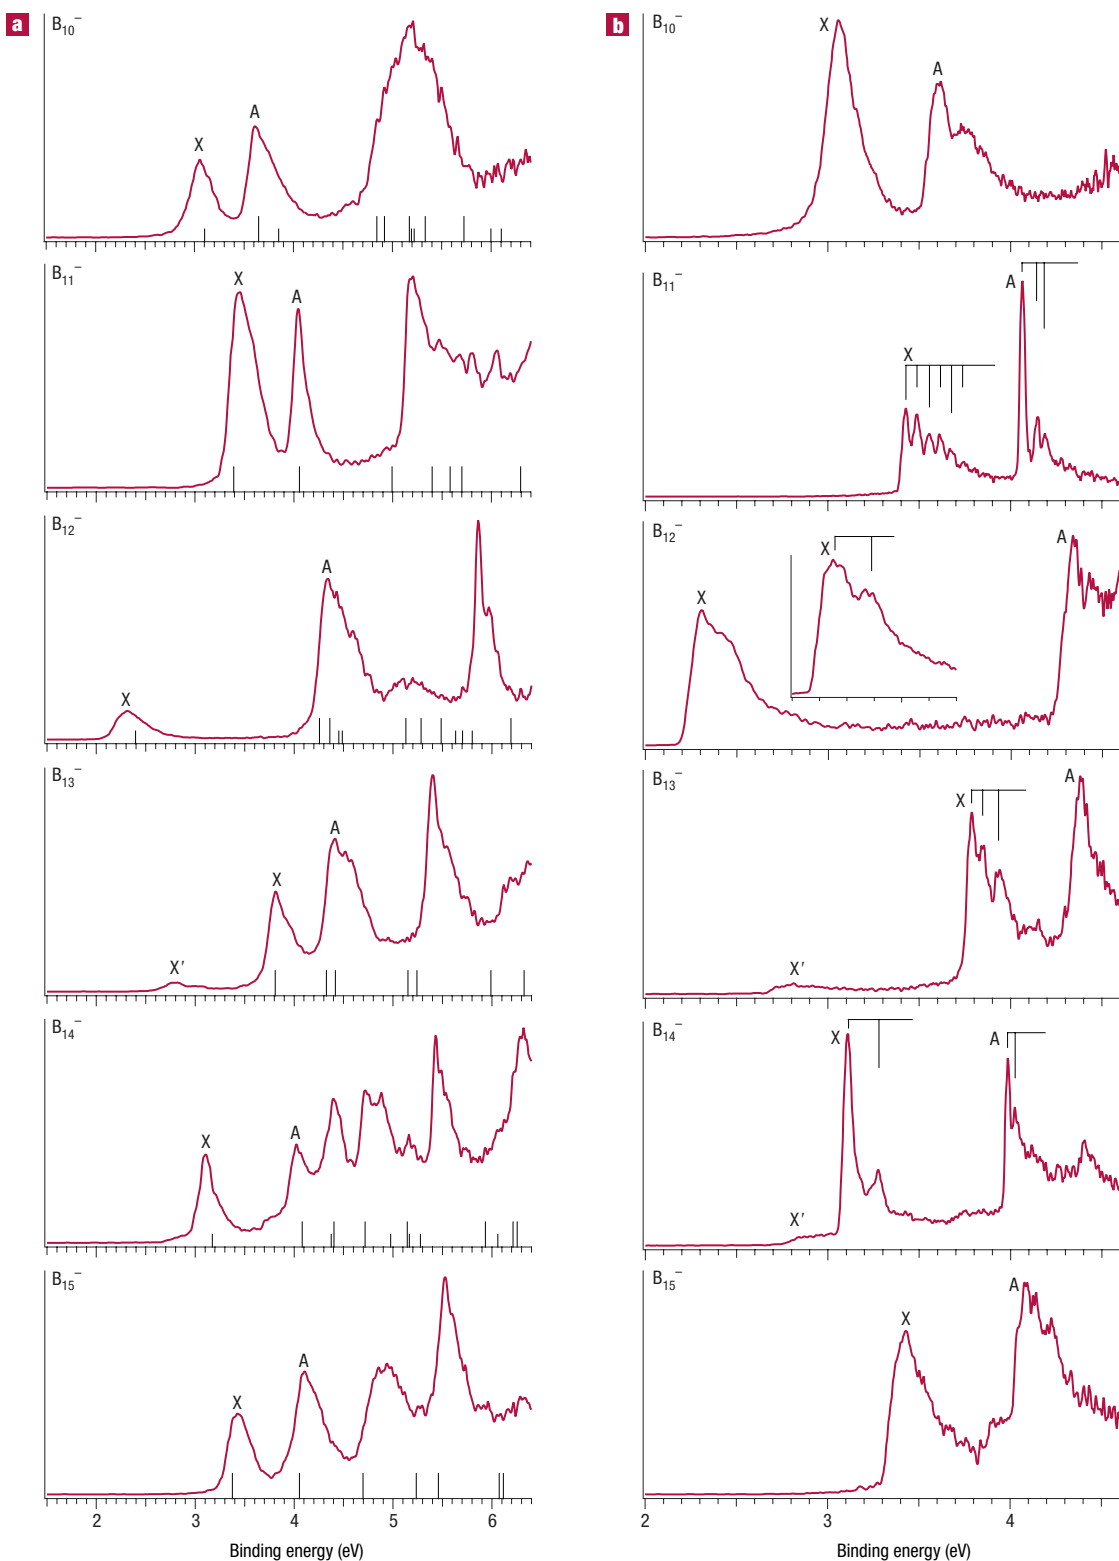 a
B₁₀⁻
X
A
B₁₁⁻
X
A
B₁₂⁻
X
A
B₁₃⁻
X′
X
A
B₁₄⁻
X
A
B₁₅⁻
X
A
2 3 4 5 6
Binding energy (eV)
b
B₁₀⁻
X
A
B₁₁⁻
X
A
B₁₂⁻
X
X
A
B₁₃⁻
X′
X
A
B₁₄⁻
X′
X
A
B₁₅⁻
X
A
2 3 4
Binding energy (eV)